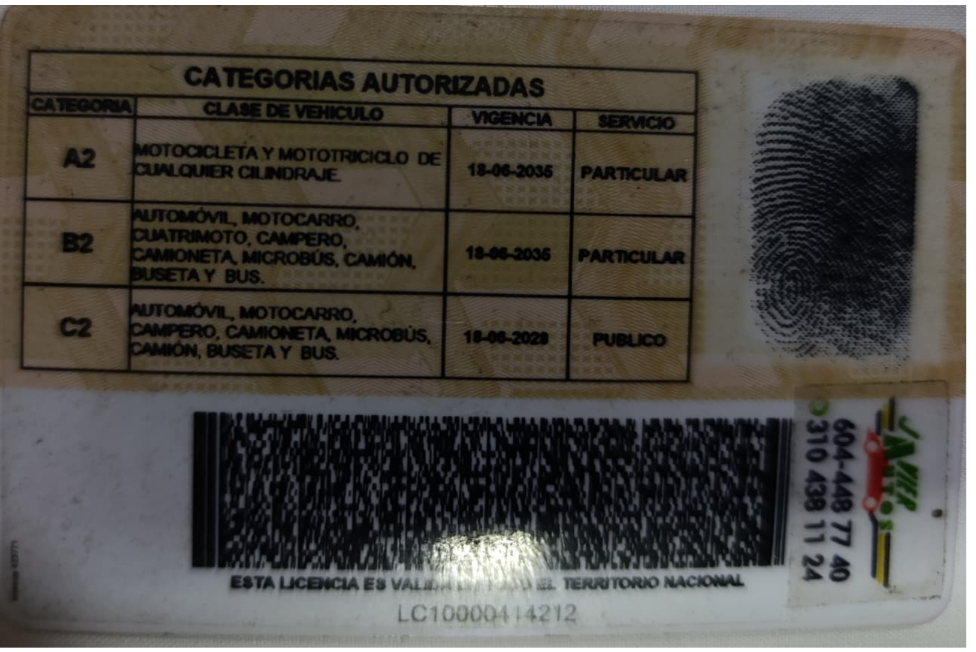 CATEGORIAS AUTORIZADAS
CATEGORIA CLASE DE VEHICULO VIGENCIA SERVICIO
A2 MOTOCICLETA Y MOTOTRICICLO DE CUALQUIER CILINDRAJE. 18-06-2035 PARTICULAR
B2 AUTOMÓVIL, MOTOCARRO, CUATRIMOTO, CAMPERO, CAMIONETA, MICROBÚS, CAMIÓN, BUSETA Y BUS. 18-06-2035 PARTICULAR
C2 AUTOMÓVIL, MOTOCARRO, CAMPERO, CAMIONETA, MICROBÚS, CAMIÓN, BUSETA Y BUS. 18-06-2028 PUBLICO
ESTA LICENCIA ES VALIDA EL TERRITORIO NACIONAL
LC10000414212
JAVIER
AUTOS
604-448 77 40
310 438 11 24